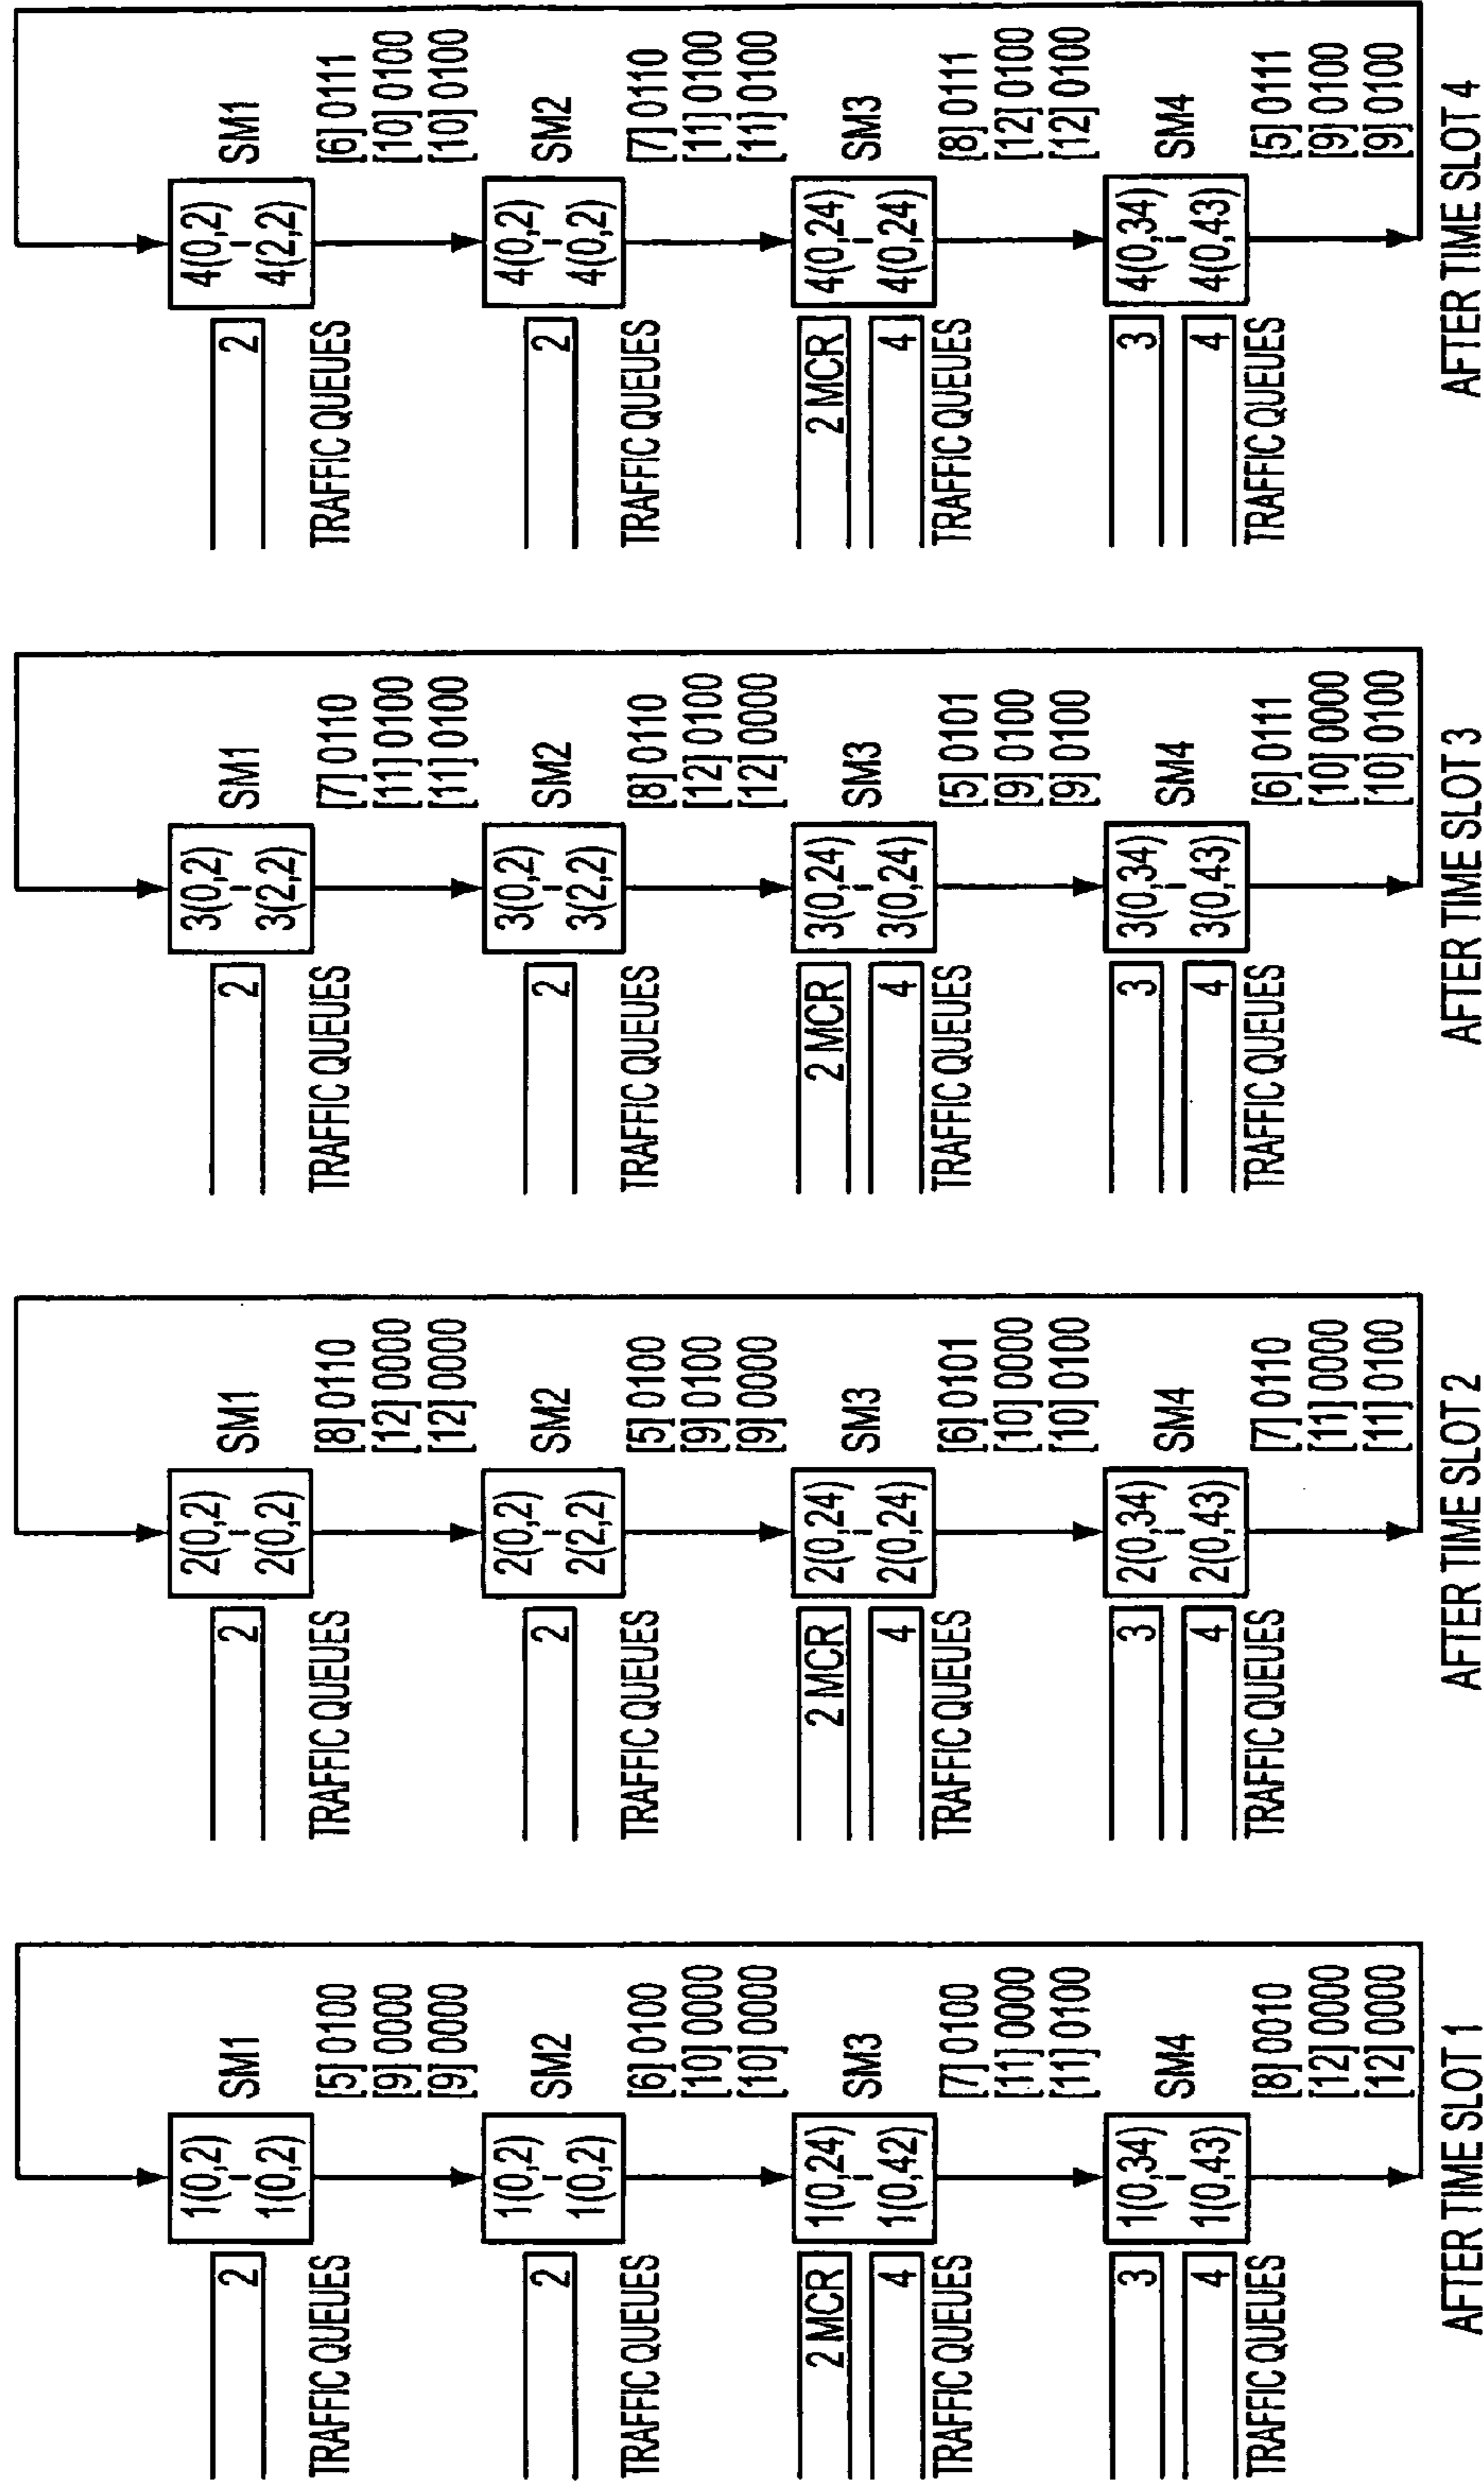 2
TRAFFIC QUEUES
1(0,2)
1(0,2)
SM1
[5] 0100
[9] 0000
[9] 0000
2
TRAFFIC QUEUES
1(0,2)
1(0,2)
SM2
[6] 0100
[10] 0000
[10] 0000
2 MCR
4
TRAFFIC QUEUES
1(0,24)
1(0,42)
SM3
[7] 0100
[11] 0000
[11] 0100
3
4
TRAFFIC QUEUES
1(0,34)
1(0,43)
SM4
[8] 0010
[12] 0000
[12] 0000
AFTER TIME SLOT 1
2
TRAFFIC QUEUES
2(0,2)
2(0,2)
SM1
[8] 0110
[12] 0000
[12] 0000
2
TRAFFIC QUEUES
2(0,2)
2(2,2)
SM2
[5] 0100
[9] 0100
[9] 0000
2 MCR
4
TRAFFIC QUEUES
2(0,24)
2(0,24)
SM3
[6] 0101
[10] 0000
[10] 0100
3
4
TRAFFIC QUEUES
2(0,34)
2(0,43)
SM4
[7] 0110
[11] 0000
[11] 0100
AFTER TIME SLOT 2
2
TRAFFIC QUEUES
3(0,2)
3(2,2)
SM1
[7] 0110
[11] 0100
[11] 0100
2
TRAFFIC QUEUES
3(0,2)
3(2,2)
SM2
[8] 0110
[12] 0100
[12] 0000
2 MCR
4
TRAFFIC QUEUES
3(0,24)
3(0,24)
SM3
[5] 0101
[9] 0100
[9] 0100
3
4
TRAFFIC QUEUES
3(0,34)
3(0,43)
SM4
[6] 0111
[10] 0000
[10] 0100
AFTER TIME SLOT 3
2
TRAFFIC QUEUES
4(0,2)
4(2,2)
SM1
[6] 0111
[10] 0100
[10] 0100
2
TRAFFIC QUEUES
4(0,2)
4(0,2)
SM2
[7] 0110
[11] 0100
[11] 0100
2 MCR
4
TRAFFIC QUEUES
4(0,24)
4(0,24)
SM3
[8] 0111
[12] 0100
[12] 0100
3
4
TRAFFIC QUEUES
4(0,34)
4(0,43)
SM4
[5] 0111
[9] 0100
[9] 0100
AFTER TIME SLOT 4